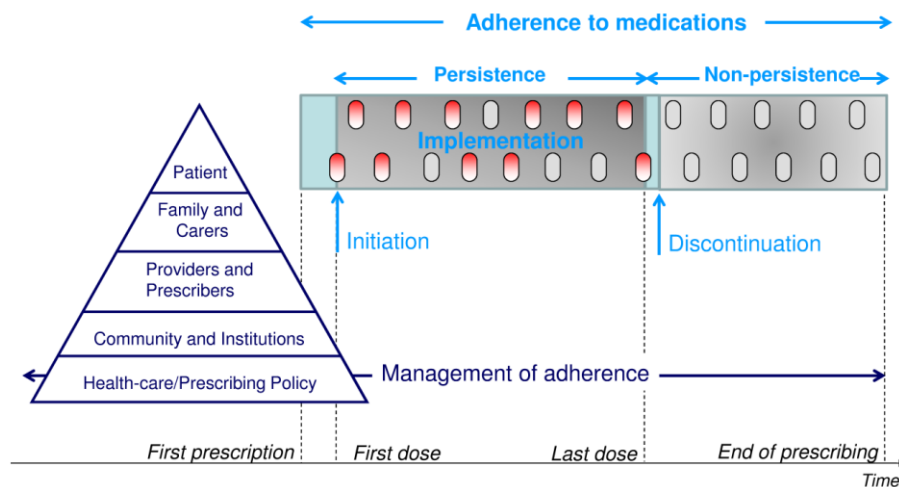 Adherence to medications
Persistence
Non-persistence
Implementation
Patient
Family and
Carers
Initiation
Discontinuation
Providers and
Prescribers
Community and Institutions
Health-care/Prescribing Policy
Management of adherence
First prescription
First dose
Last dose
End of prescribing
Time